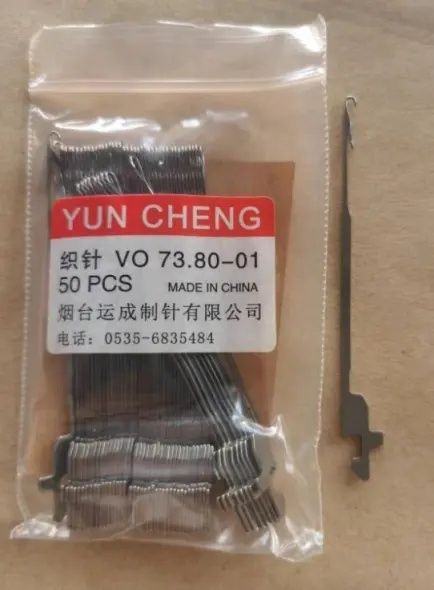 YUN CHENG
织针 VO 73.80-01
50 PCS MADE IN CHINA
烟台运成制针有限公司
电话: 0535-6835484